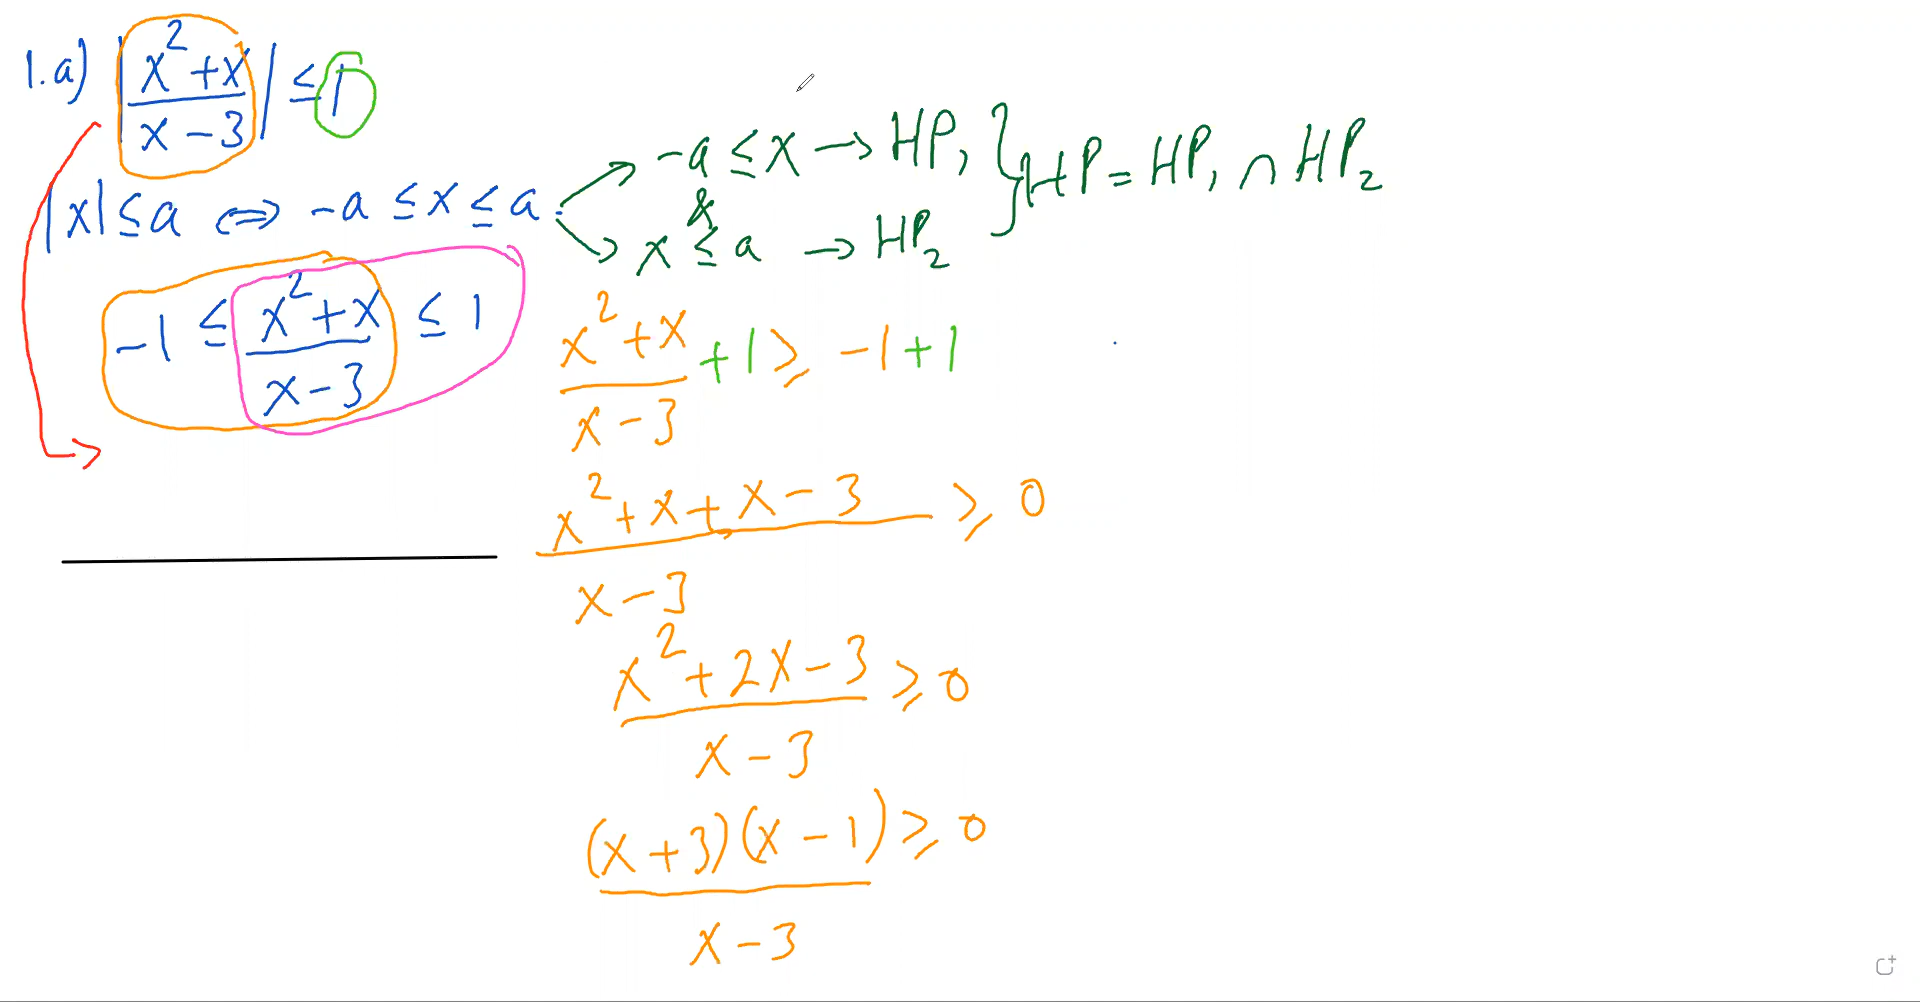 1. a) |x² + x / x - 3| ≤ 1
|x| ≤ a ⇔ -a ≤ x ≤ a
-a ≤ x → HP₁
&
x ≤ a → HP₂
} HP = HP₁ ∩ HP₂
-1 ≤ x² + x / x - 3 ≤ 1
x² + x / x - 3 + 1 ≥ -1 + 1
x² + x + x - 3 / x - 3 ≥ 0
x² + 2x - 3 / x - 3 ≥ 0
(x + 3)(x - 1) / x - 3 ≥ 0